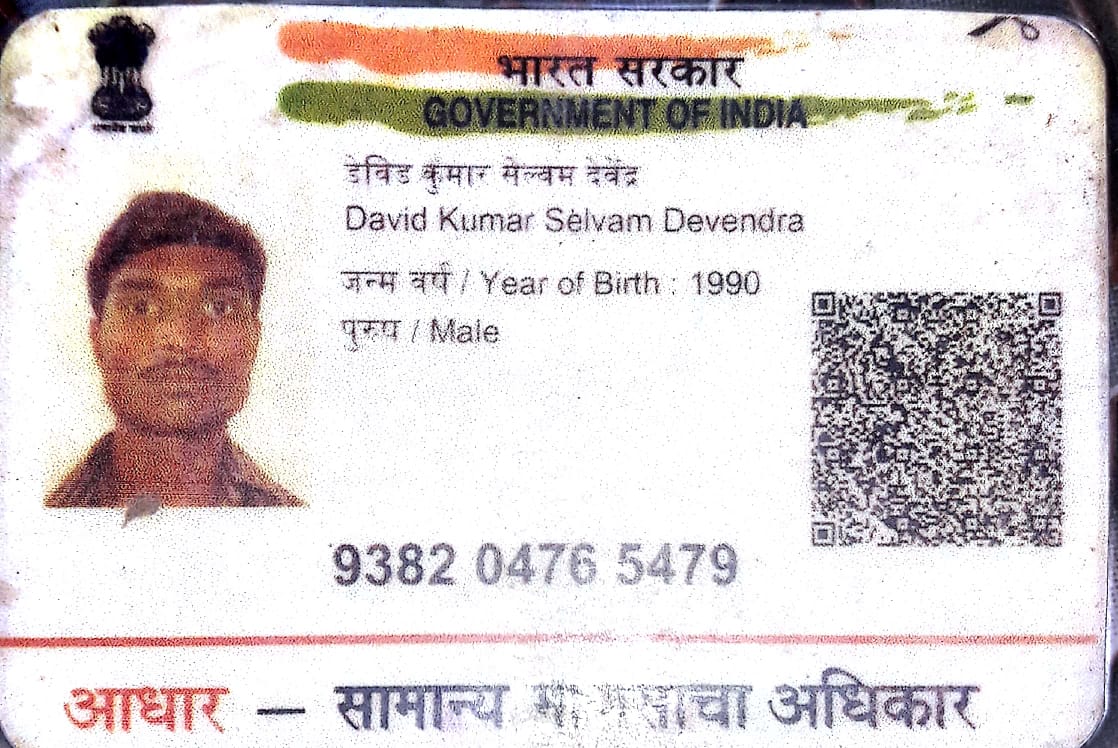 भारत सरकार
GOVERNMENT OF INDIA
डेविड कुमार सेल्वम देवेंद्र
David Kumar Selvam Devendra
जन्म वर्ष / Year of Birth : 1990
पुरुष / Male
9382 0476 5479
आधार — सामान्य अधिकार